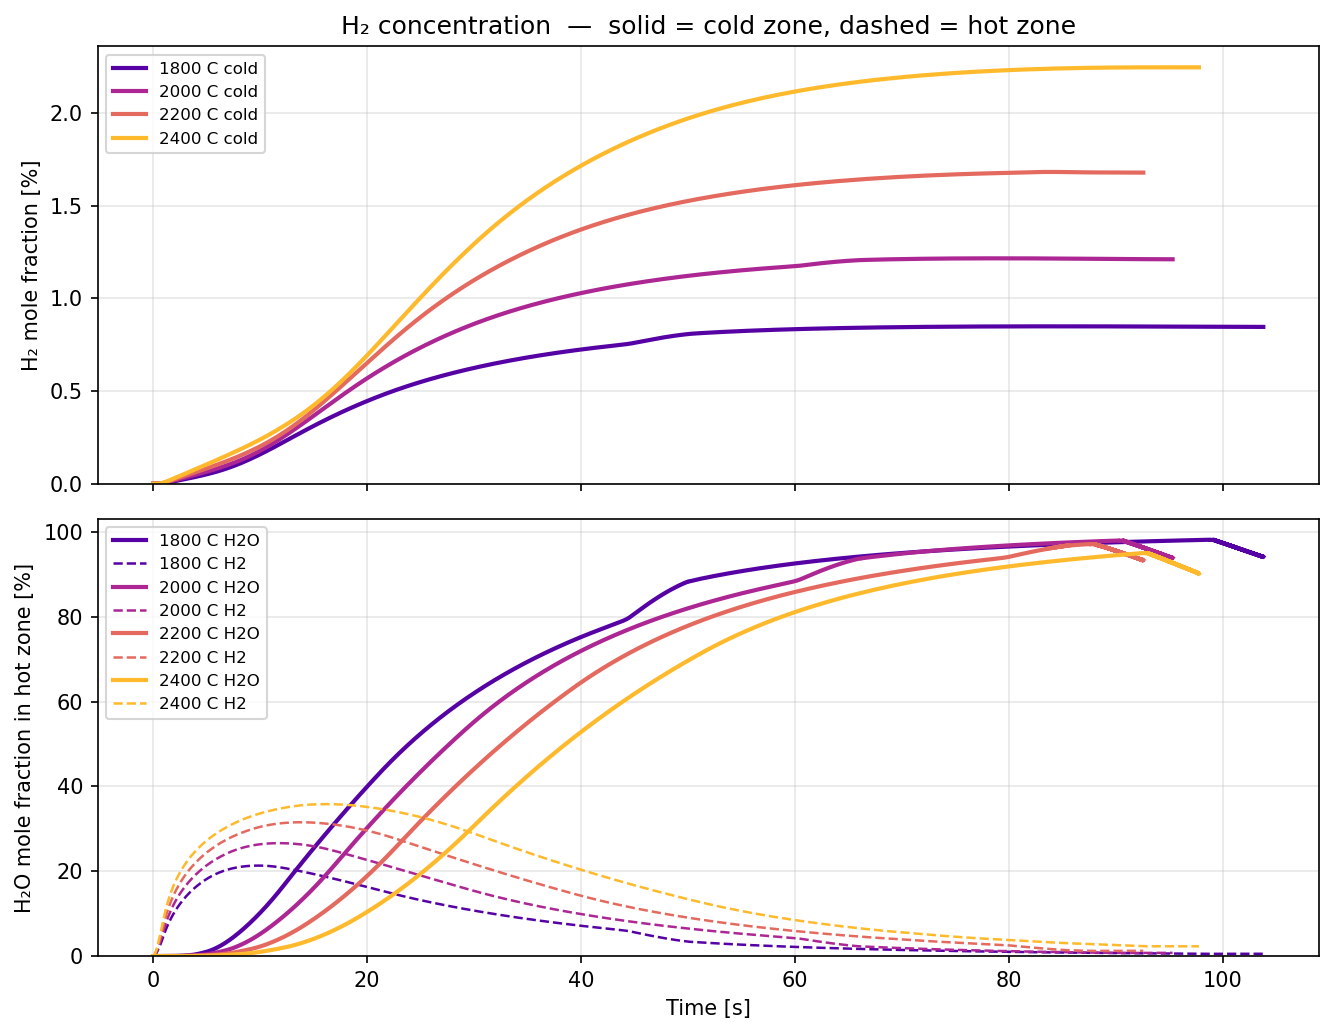 H₂ concentration — solid = cold zone, dashed = hot zone
H₂ mole fraction [%]
2.0
1.5
1.0
0.5
0.0
1800 C cold
2000 C cold
2200 C cold
2400 C cold
H₂O mole fraction in hot zone [%]
100
80
60
40
20
0
1800 C H2O
1800 C H2
2000 C H2O
2000 C H2
2200 C H2O
2200 C H2
2400 C H2O
2400 C H2
0 20 40 60 80 100
Time [s]